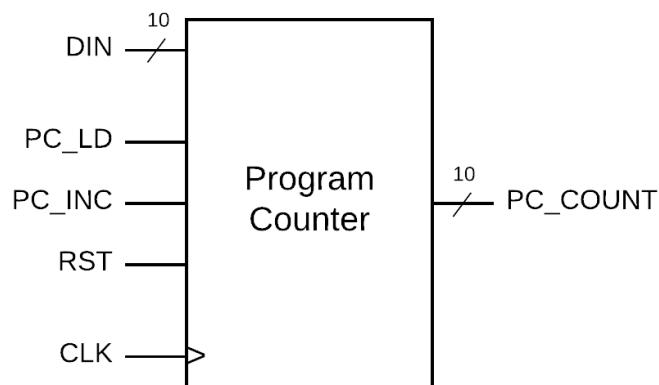 10
DIN
PC_LD
PC_INC
RST
CLK
Program
Counter
10
PC_COUNT